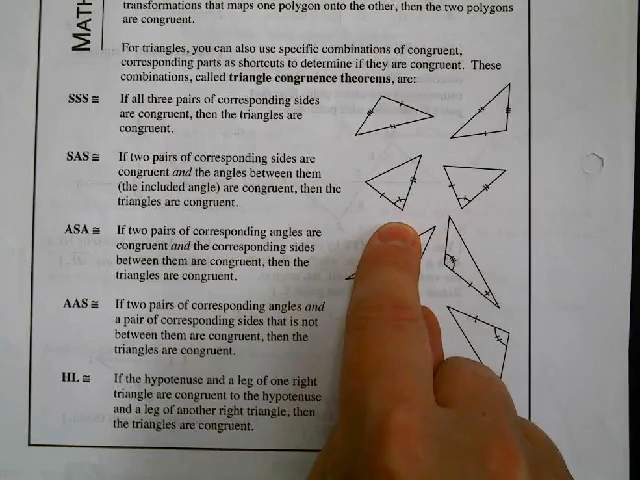 MATH
transformations that maps one polygon onto the other, then the two polygons
are congruent.
For triangles, you can also use specific combinations of congruent,
corresponding parts as shortcuts to determine if they are congruent. These
combinations, called triangle congruence theorems, are:
SSS ≅ If all three pairs of corresponding sides
are congruent, then the triangles are
congruent.
SAS ≅ If two pairs of corresponding sides are
congruent and the angles between them
(the included angle) are congruent, then the
triangles are congruent.
ASA ≅ If two pairs of corresponding angles are
congruent and the corresponding sides
between them are congruent, then the
triangles are congruent.
AAS ≅ If two pairs of corresponding angles and
a pair of corresponding sides that is not
between them are congruent, then the
triangles are congruent.
HL ≅ If the hypotenuse and a leg of one right
triangle are congruent to the hypotenuse
and a leg of another right triangle, then
the triangles are congruent.